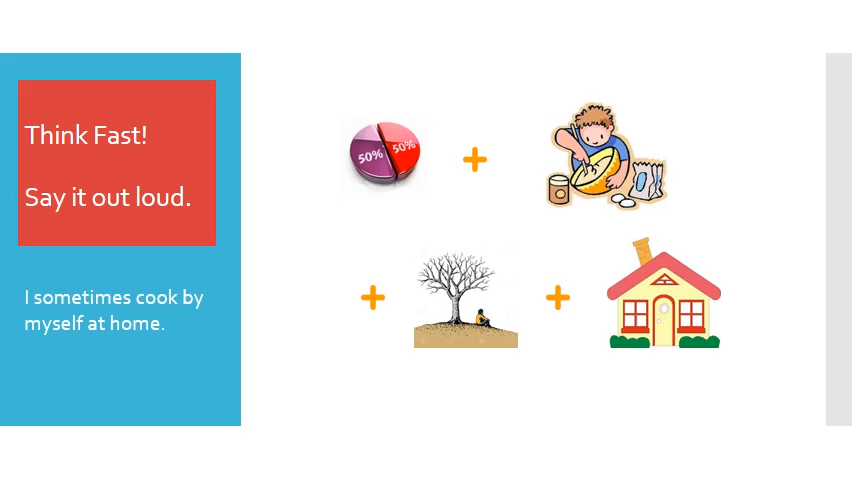 Think Fast!
Say it out loud.
I sometimes cook by
myself at home.
50%
50%
+
+
+